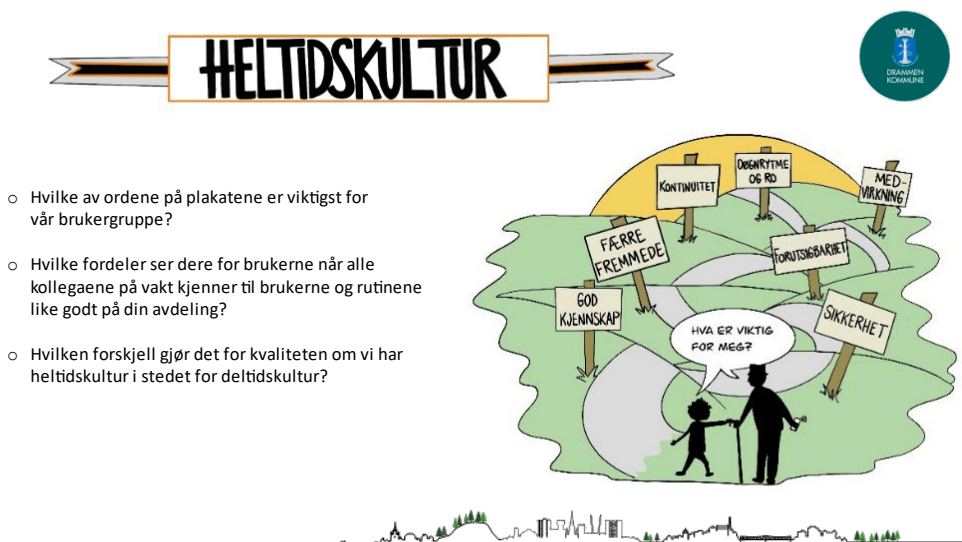 HELTIDSKULTUR
DRAMMEN
KOMMUNE
○ Hvilke av ordene på plakatene er viktigst for
vår brukergruppe?
○ Hvilke fordeler ser dere for brukerne når alle
kollegaene på vakt kjenner til brukerne og rutinene
like godt på din avdeling?
○ Hvilken forskjell gjør det for kvaliteten om vi har
heltidskultur i stedet for deltidskultur?
KONTINUITET
DØGNRYTME
OG RO
MED-
VIRKNING
FÆRRE
FREMMEDE
FORUTSIGBARHET
GOD
KJENNSKAP
SIKKERHET
HVA ER VIKTIG
FOR MEG?